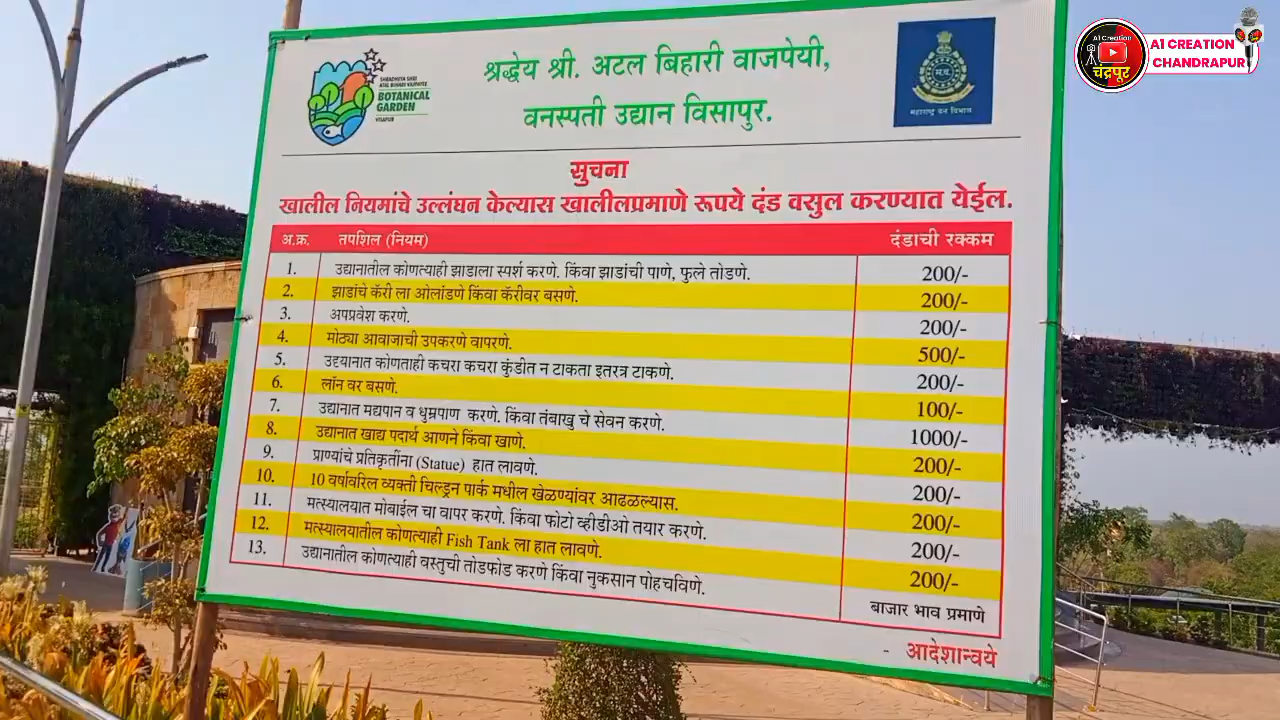 SHRADHEYA SHRI
ATAL BIHARI VAJPAYEE
BOTANICAL
GARDEN
VISAPUR
श्रद्धेय श्री. अटल बिहारी वाजपेयी,
वनस्पती उद्यान विसापुर.
महाराष्ट्र वन विभाग
A1 Creation
चंद्रपूर
A1 CREATION
CHANDRAPUR
सुचना
खालील नियमांचे उल्लंघन केल्यास खालीलप्रमाणे रूपये दंड वसुल करण्यात येईल.
अ.क्र. तपशिल (नियम) दंडाची रक्कम
1. उद्यानातील कोणत्याही झाडाला स्पर्श करणे. किंवा झाडांची पाणे, फुले तोडणे. 200/-
2. झाडांचे कॅरी ला ओलांडणे किंवा कॅरीवर बसणे. 200/-
3. अपप्रवेश करणे. 200/-
4. मोठ्या आवाजाची उपकरणे वापरणे. 500/-
5. उदयानात कोणताही कचरा कचरा कुंडीत न टाकता इतरत्र टाकणे. 200/-
6. लॉन वर बसणे. 100/-
7. उद्यानात मद्यपान व धुम्रपाण करणे. किंवा तंबाखु चे सेवन करणे. 1000/-
8. उद्यानात खाद्य पदार्थ आणने किंवा खाणे. 200/-
9. प्राण्यांचे प्रतिकृतींना (Statue) हात लावणे. 200/-
10. 10 वर्षावरिल व्यक्ती चिल्ड्रन पार्क मधील खेळण्यांवर आढळल्यास. 200/-
11. मत्स्यालयात मोबाईल चा वापर करणे. किंवा फोटो व्हीडीओ तयार करणे. 200/-
12. मत्स्यालयातील कोणत्याही Fish Tank ला हात लावणे. 200/-
13. उद्यानातील कोणत्याही वस्तुची तोडफोड करणे किंवा नुकसान पोहचविणे. बाजार भाव प्रमाणे
- आदेशान्वये